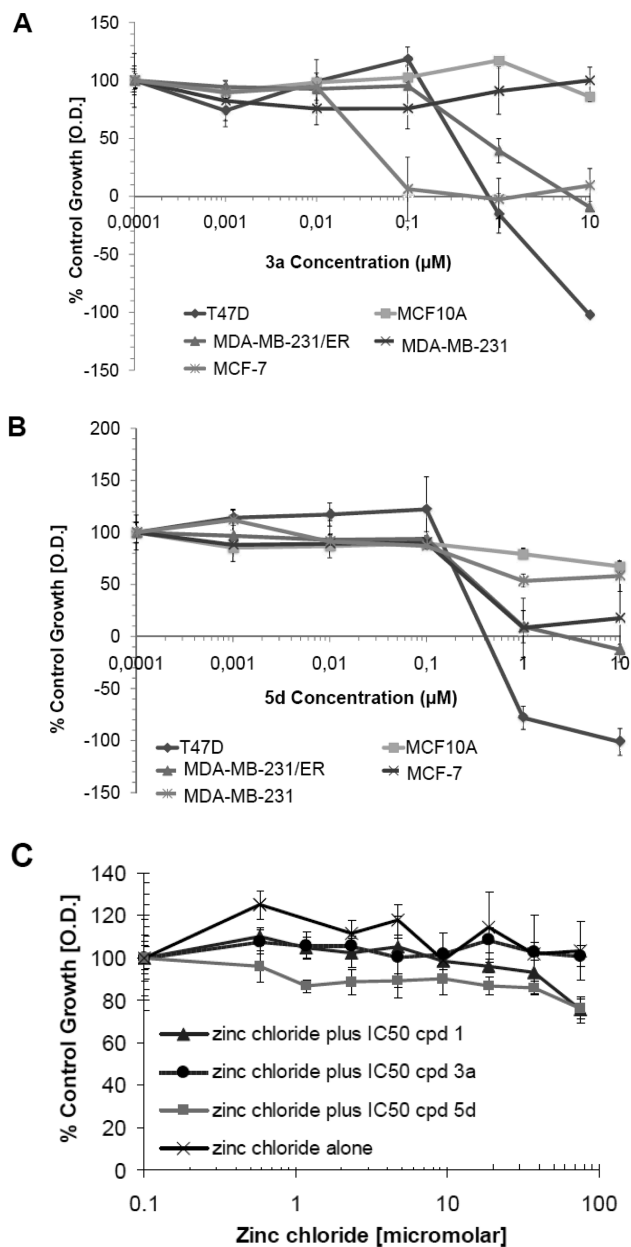 A
% Control Growth [O.D.]
150
100
50
0
-50
-100
-150
0,0001 0,001 0,01 0,1 1 10
3a Concentration (µM)
T47D MCF10A
MDA-MB-231/ER MDA-MB-231
MCF-7
B
% Control Growth [O.D.]
200
150
100
50
0
-50
-100
-150
0,0001 0,001 0,01 0,1 1 10
5d Concentration (µM)
T47D MCF10A
MDA-MB-231/ER MCF-7
MDA-MB-231
C
% Control Growth [O.D.]
140
120
100
80
60
40
20
0
zinc chloride plus IC50 cpd 1
zinc chloride plus IC50 cpd 3a
zinc chloride plus IC50 cpd 5d
zinc chloride alone
0.1 1 10 100
Zinc chloride [micromolar]